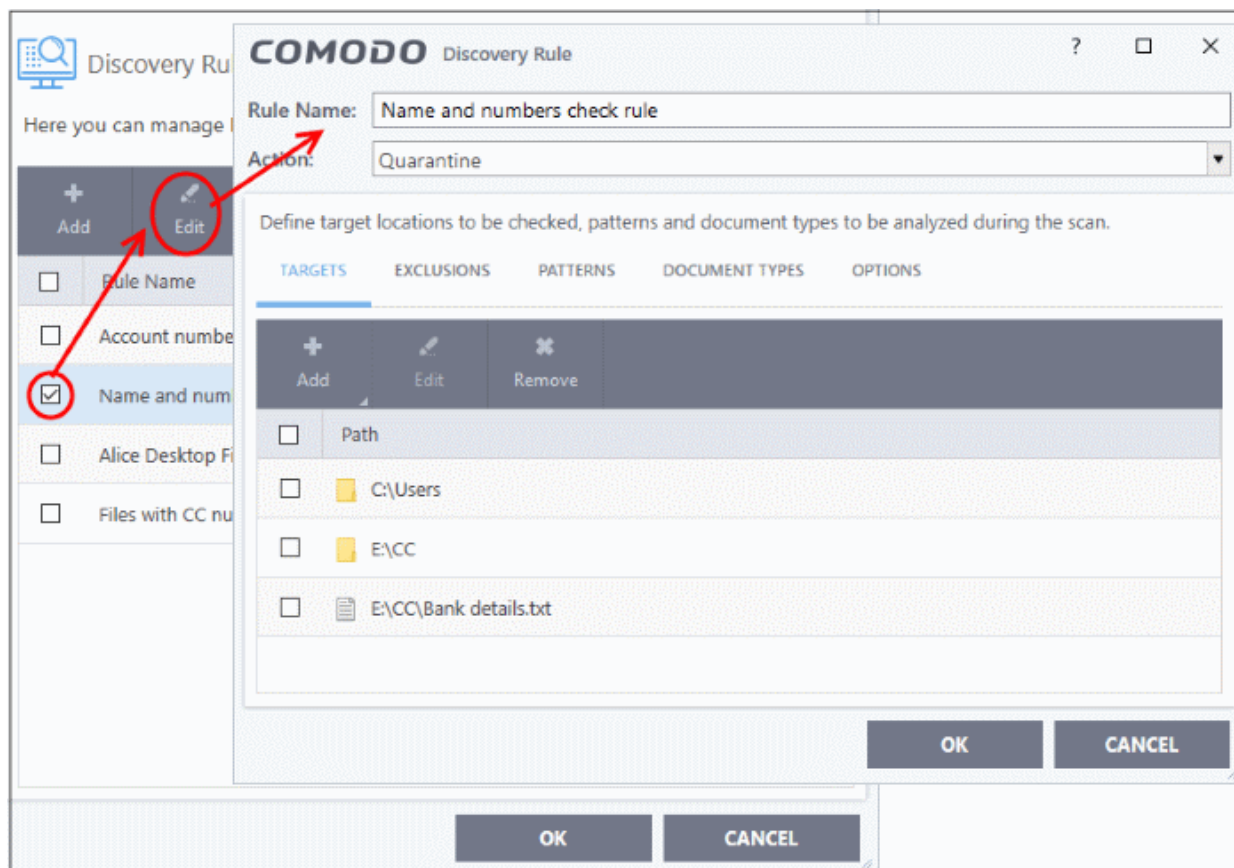 Discovery Ru
Here you can manage
Add
Edit
Rule Name
Account numbe
Name and num
Alice Desktop Fi
Files with CC nu
OK
CANCEL
COMODO Discovery Rule
?
Rule Name: Name and numbers check rule
Action: Quarantine
Define target locations to be checked, patterns and document types to be analyzed during the scan.
TARGETS EXCLUSIONS PATTERNS DOCUMENT TYPES OPTIONS
Add Edit Remove
Path
C:\Users
E:\CC
E:\CC\Bank details.txt
OK CANCEL